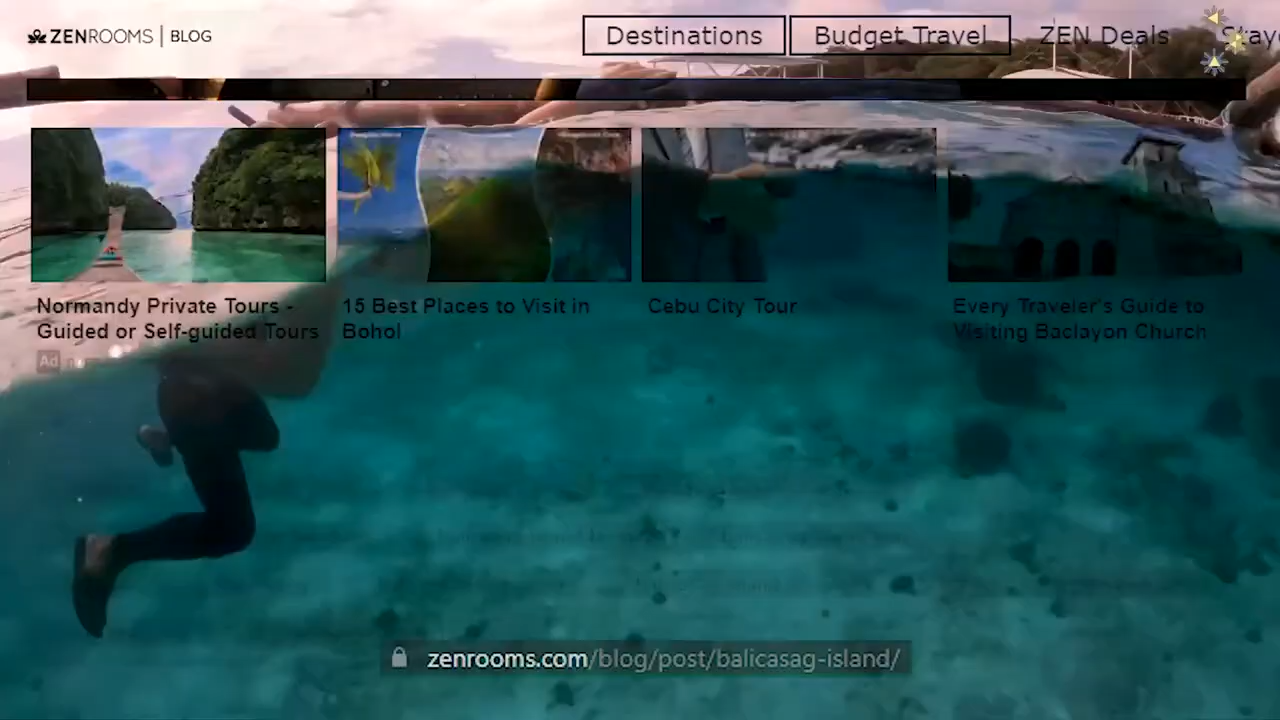 ZENROOMS | BLOG
Destinations
Budget Travel
ZEN Deals
Normandy Private Tours -
Guided or Self-guided Tours
Ad
15 Best Places to Visit in
Bohol
Cebu City Tour
Every Traveler's Guide to
Visiting Baclayon Church
zenrooms.com/blog/post/balicasag-island/